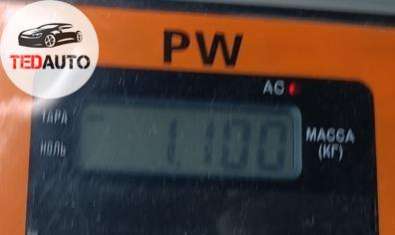 TEDAUTO
PW
AC
ТАРА
НОЛЬ
1.100
МАССА
(КГ)